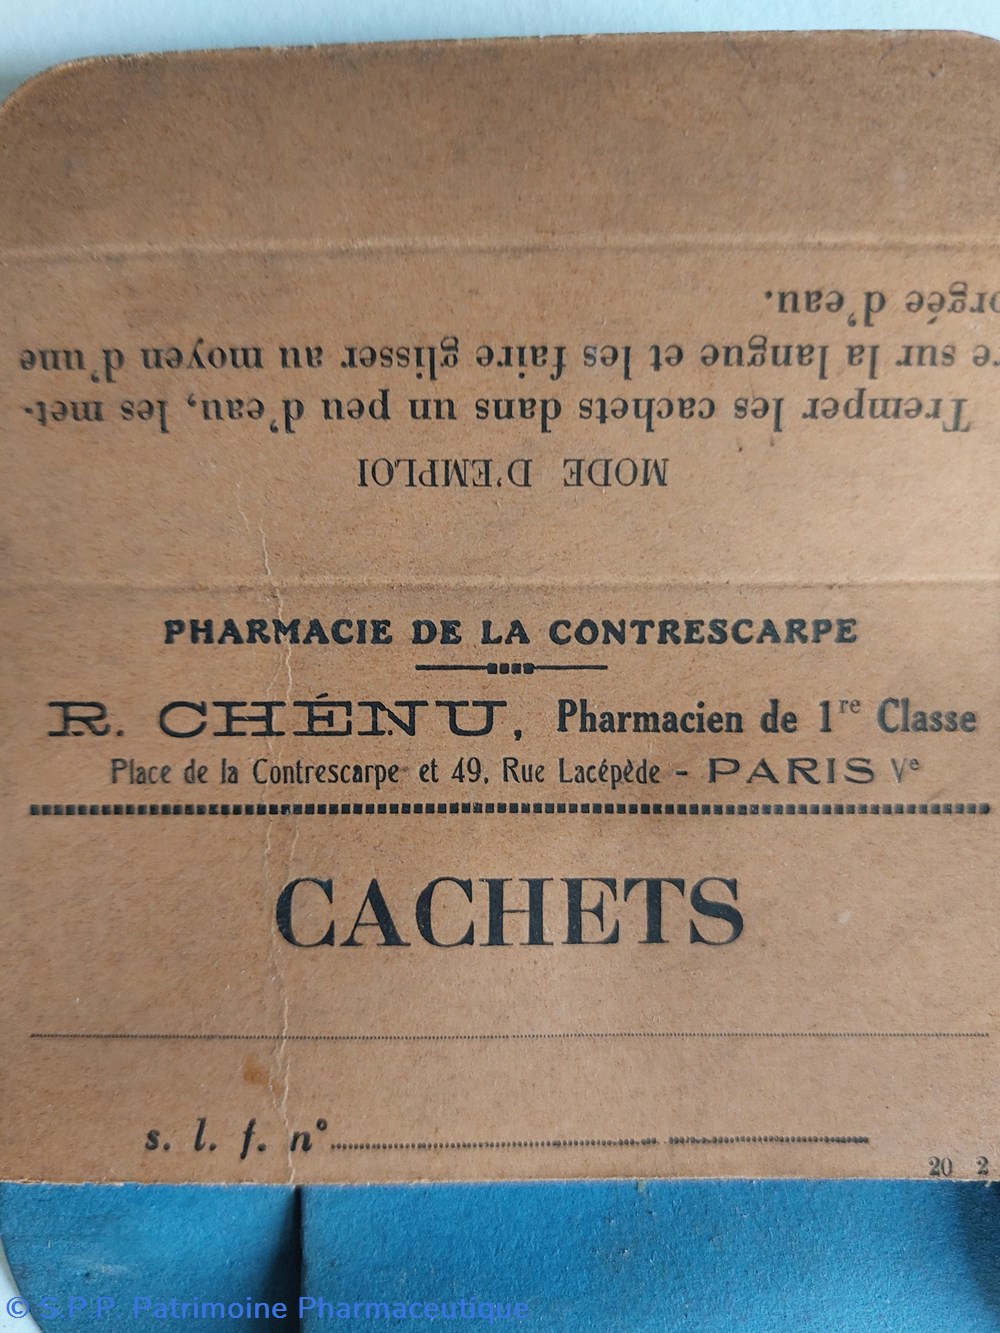 MODE D'EMPLOI
Tremper les cachets dans un peu d'eau, les met-
re sur la langue et les faire glisser au moyen d'une
orgée d'eau.
PHARMACIE DE LA CONTRESCARPE
R. CHÉNU, Pharmacien de 1re Classe
Place de la Contrescarpe et 49, Rue Lacépède - PARIS Ve
CACHETS
s. l. f. n°
20 2
© S.P.P. Patrimoine Pharmaceutique